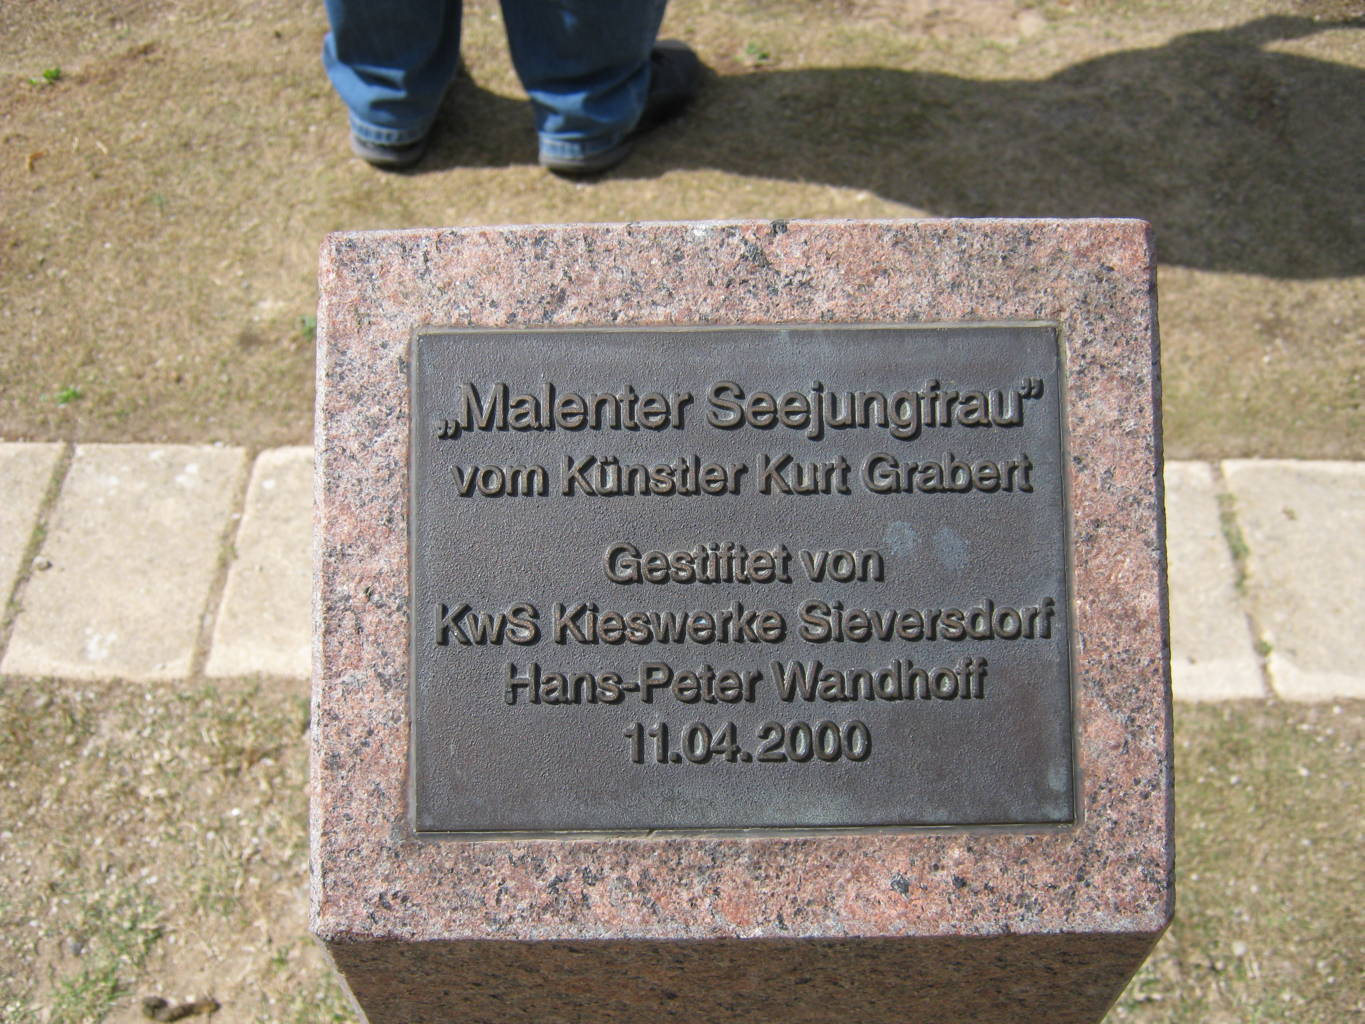 „Malenter Seejungfrau”
vom Künstler Kurt Grabert
Gestiftet von
KwS Kieswerke Sieversdorf
Hans-Peter Wandhoff
11.04.2000